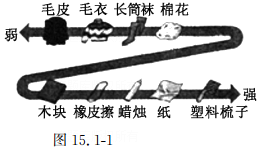 毛皮 毛衣 长筒袜 棉花
弱
强
木块 橡皮擦 蜡烛 纸 塑料梳子
图 15.1-1